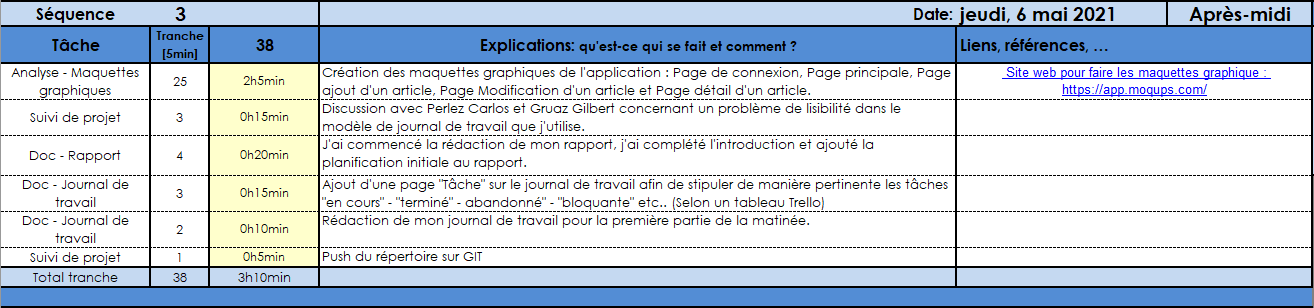 Séquence 3 Date: jeudi, 6 mai 2021 Après-midi
Tâche Tranche [5min] 38 Explications: qu'est-ce qui se fait et comment ? Liens, références, ...
Analyse - Maquettes graphiques 25 2h5min Création des maquettes graphiques de l'application : Page de connexion, Page principale, Page
ajout d'un article, Page Modification d'un article et Page détail d'un article. Site web pour faire les maquettes graphique :
https://app.moqups.com/
Suivi de projet 3 0h15min Discussion avec Perlez Carlos et Gruaz Gilbert concernant un problème de lisibilité dans le
modèle de journal de travail que j'utilise.
Doc - Rapport 4 0h20min J'ai commencé la rédaction de mon rapport, j'ai complété l'introduction et ajouté la
planification initiale au rapport.
Doc - Journal de travail 3 0h15min Ajout d'une page "Tâche" sur le journal de travail afin de stipuler de manière pertinente les tâches
"en cours" - "terminé" - abandonné" - "bloquante" etc.. (Selon un tableau Trello)
Doc - Journal de travail 2 0h10min Rédaction de mon journal de travail pour la première partie de la matinée.
Suivi de projet 1 0h5min Push du répertoire sur GIT
Total tranche 38 3h10min